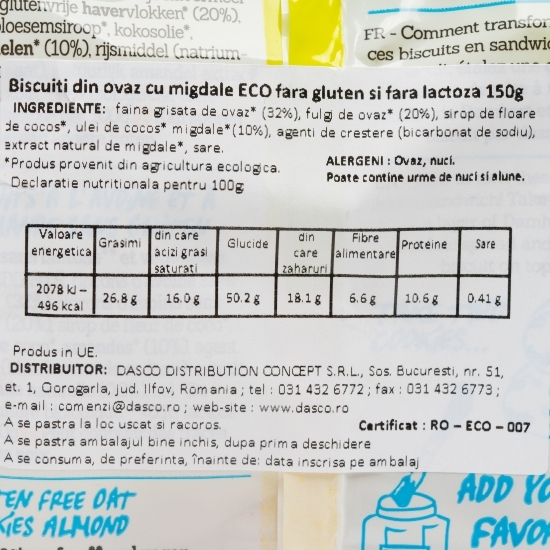 glutenvrije havervlokken* (20%),
bloesemsiroop*, kokosolie*,
elen* (10%), rijsmiddel (natrium-
FR - Comment transfor
ces biscuits en sandwic
Biscuiti din ovaz cu migdale ECO fara gluten si fara lactoza 150g
INGREDIENTE: faina grisata de ovaz* (32%), fulgi de ovaz* (20%), sirop de floare
de cocos*, ulei de cocos* migdale*(10%), agenti de crestere (bicarbonat de sodiu),
extract natural de migdale*, sare.
*Produs provenit din agricultura ecologica.
Declaratie nutritionala pentru 100g
ALERGENI : Ovaz, nuci.
Poate contine urme de nuci si alune.
Valoare energetica Grasimi din care acizi grasi saturati Glucide din care zaharuri Fibre alimentare Proteine Sare
2078 kJ – 496 kcal 26.8 g 16.0 g 50.2 g 18.1 g 6.6 g 10.6 g 0.41 g
Produs in UE.
DISTRIBUITOR: DASCO DISTRIBUTION CONCEPT S.R.L., Sos. Bucuresti, nr. 51,
et. 1, Ciorogarla, jud. Ilfov, Romania ; tel : 031 432 6772 ; fax : 031 432 6773 ;
e-mail : comenzi@dasco.ro ; web-site : www.dasco.ro
A se pastra la loc uscat si racoros.
Certificat : RO – ECO – 007
A se pastra ambalajul bine inchis, dupa prima deschidere
A se consuma, de preferinta, înainte de: data inscrisa pe ambalaj
TEN FREE OAT
KIES ALMOND
ADD YO
FAVO